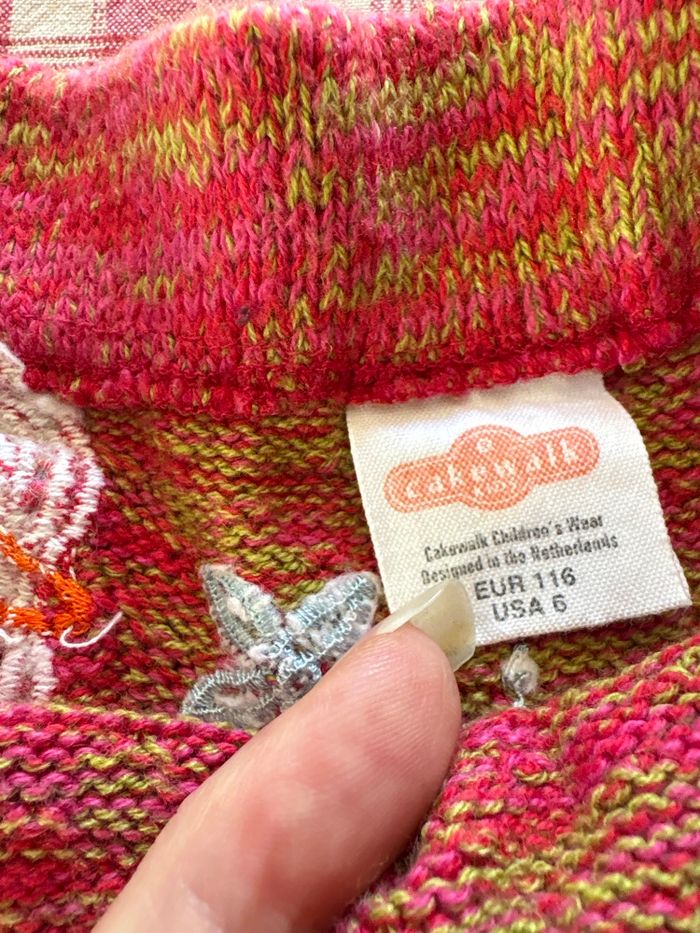 cakewalk
Cakewalk Children's Wear
Designed in the Netherlands
EUR 116
USA 6